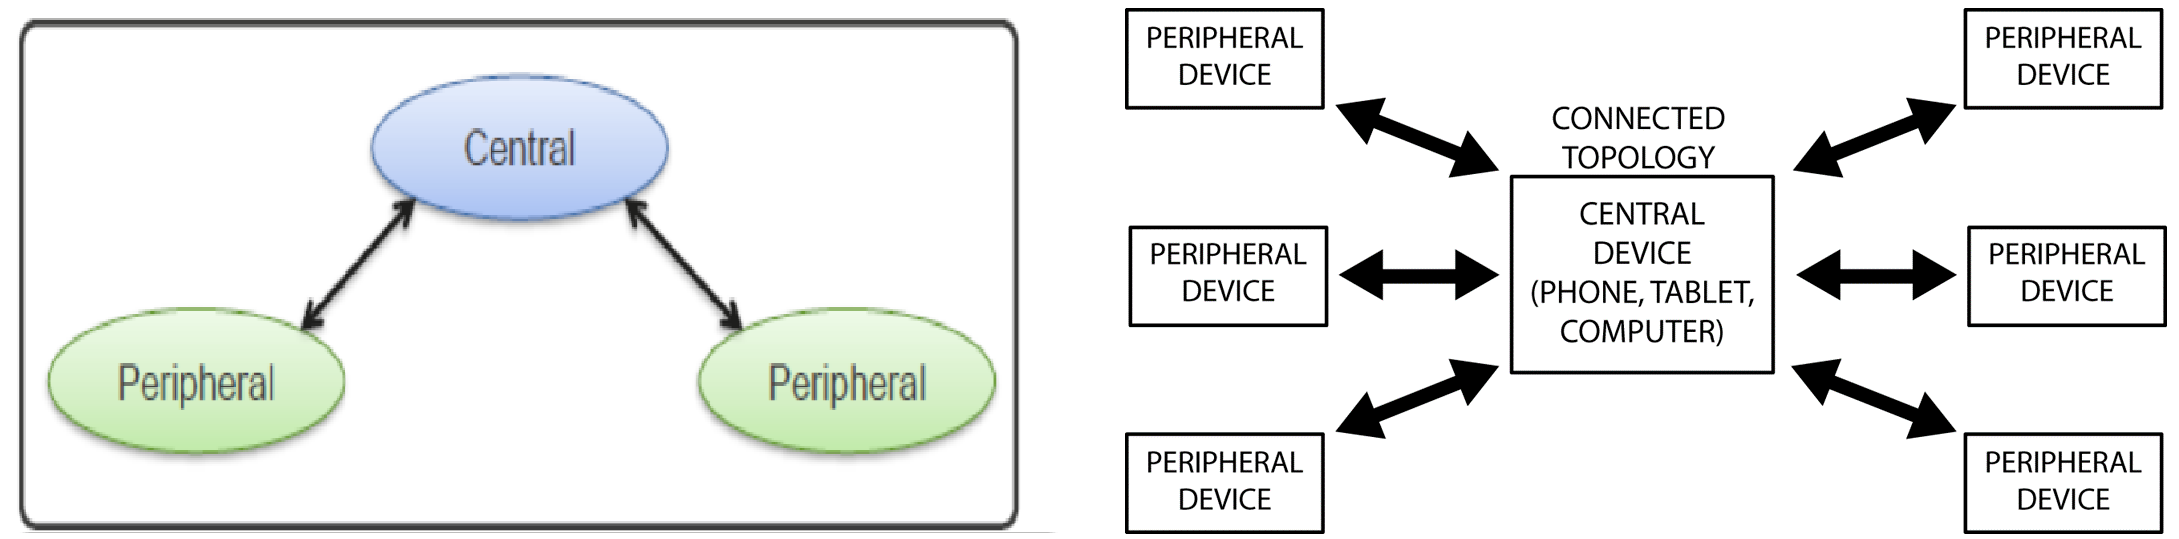 Central
Peripheral
Peripheral
PERIPHERAL
DEVICE
PERIPHERAL
DEVICE
PERIPHERAL
DEVICE
CONNECTED
TOPOLOGY
CENTRAL
DEVICE
(PHONE, TABLET,
COMPUTER)
PERIPHERAL
DEVICE
PERIPHERAL
DEVICE
PERIPHERAL
DEVICE